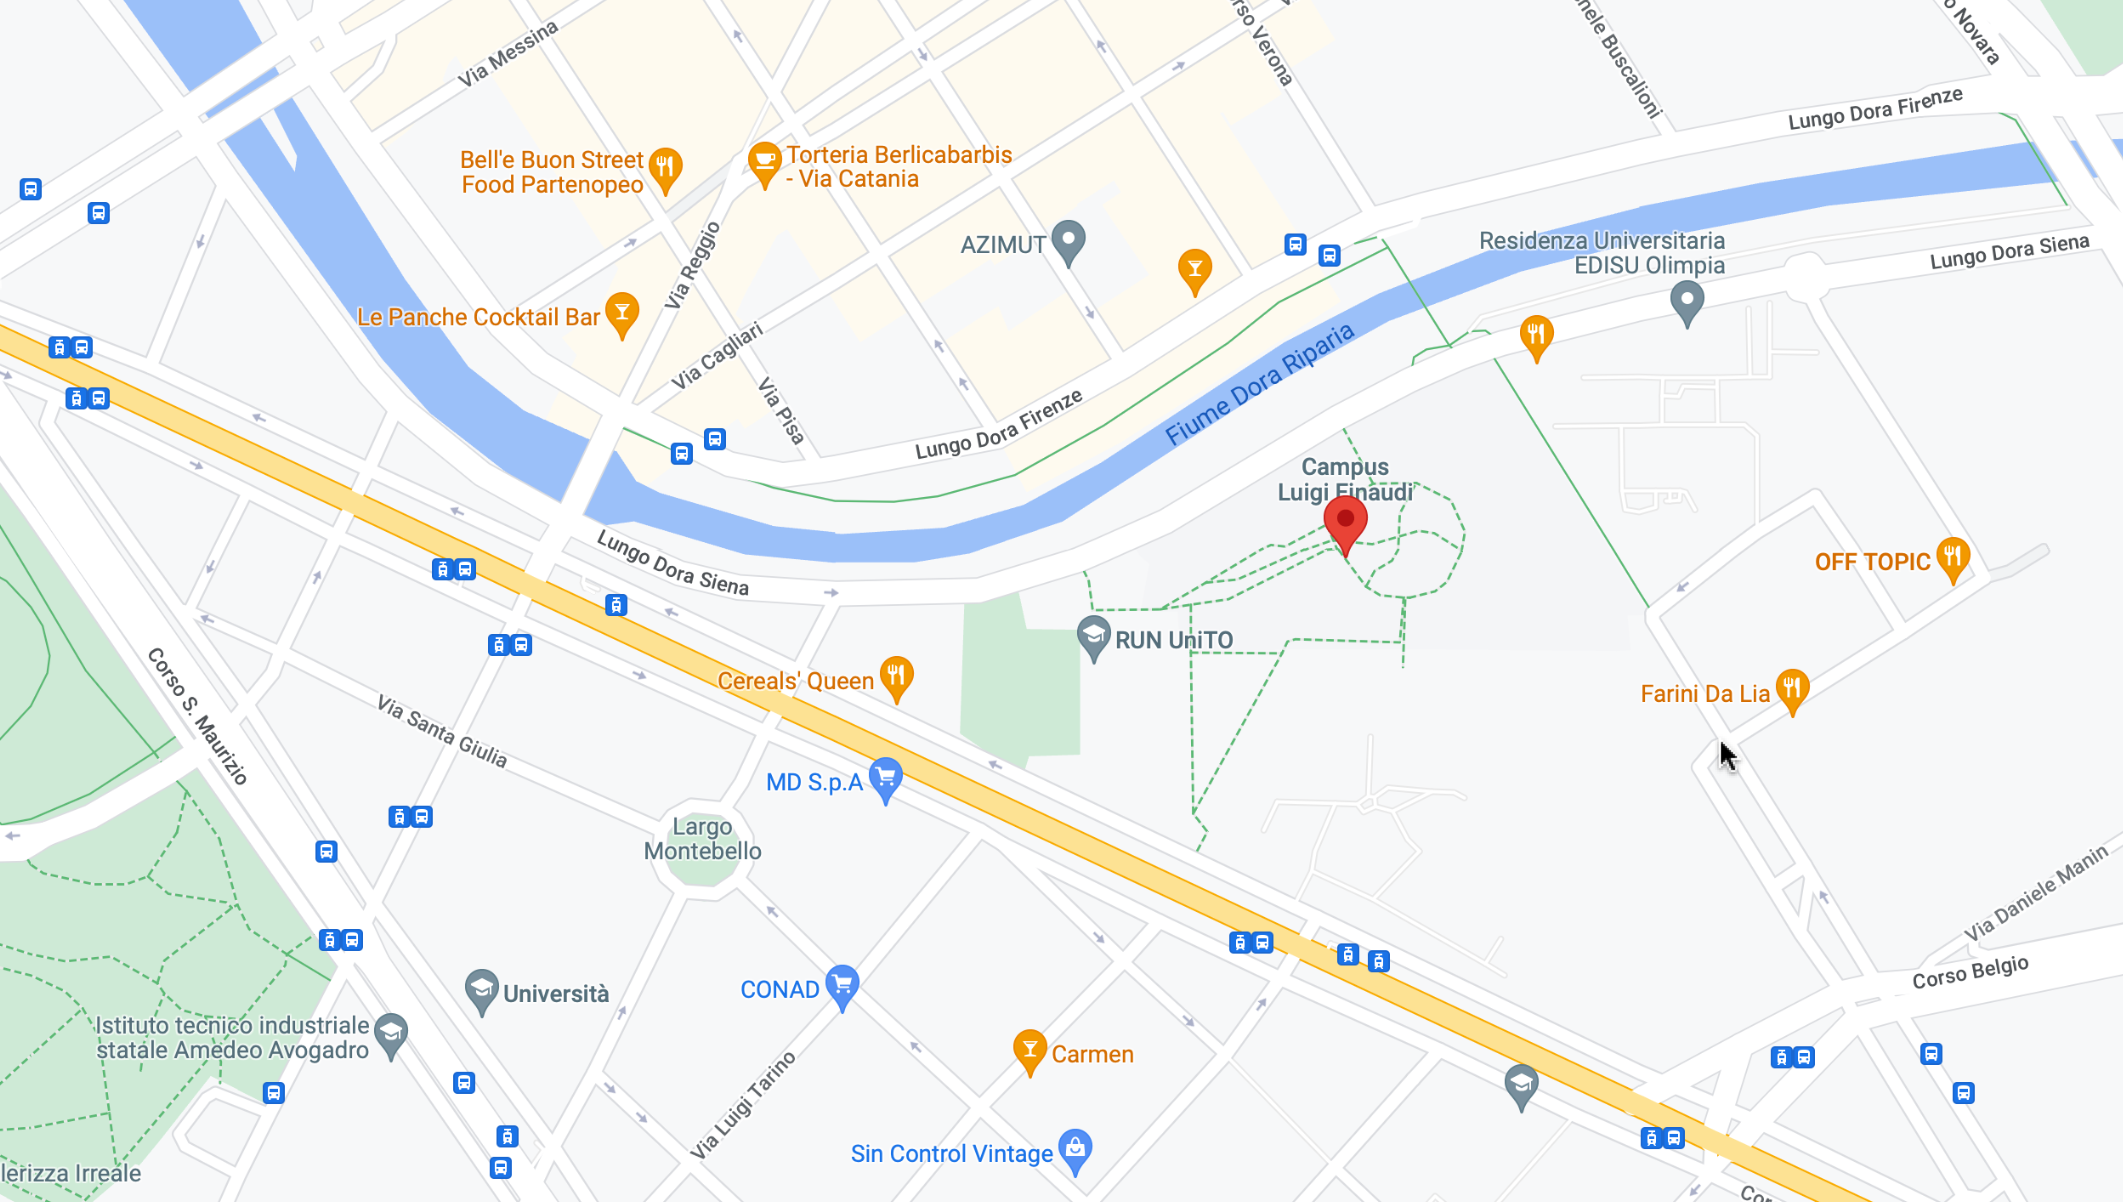 Via Messina
rso Verona
nele Buscalioni
o Novara
Lungo Dora Firenze
Bell'e Buon Street
Food Partenopeo
Torteria Berlicabarbis
- Via Catania
AZIMUT
Residenza Universitaria
EDISU Olimpia
Lungo Dora Siena
Via Reggio
Le Panche Cocktail Bar
Via Cagliari
Via Pisa
Fiume Dora Riparia
Lungo Dora Firenze
Campus
Luigi Einaudi
Lungo Dora Siena
OFF TOPIC
RUN UniTO
Cereals' Queen
Farini Da Lia
Corso S. Maurizio
Via Santa Giulia
MD S.p.A
Largo
Montebello
Via Daniele Manin
Corso Belgio
Università
CONAD
Istituto tecnico industriale
statale Amedeo Avogadro
Carmen
Via Luigi Tarino
Sin Control Vintage
lerizza Irreale
Cor